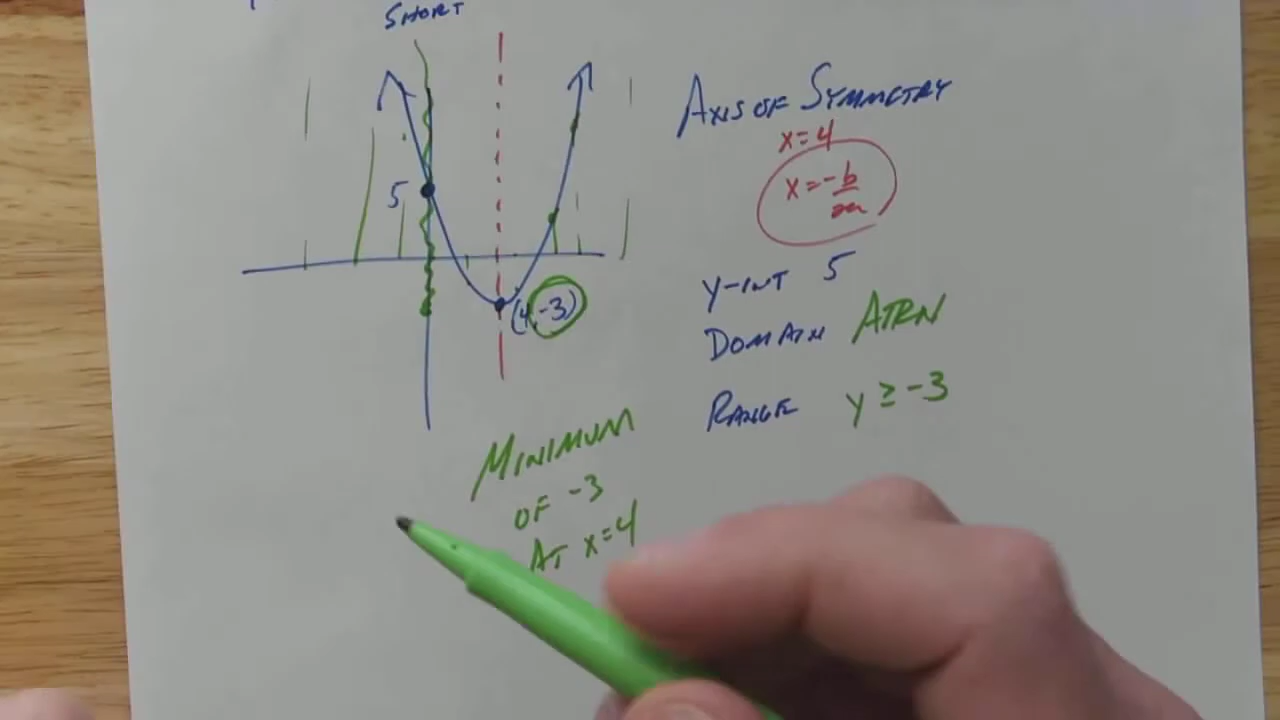 SHORT
AXIS OF SYMMETRY
x=4
x=-b
2a
5
y-INT 5
(4,-3)
DOMAIN ATRN
RANGE y ≥ -3
MINIMUM
OF -3
AT x=4